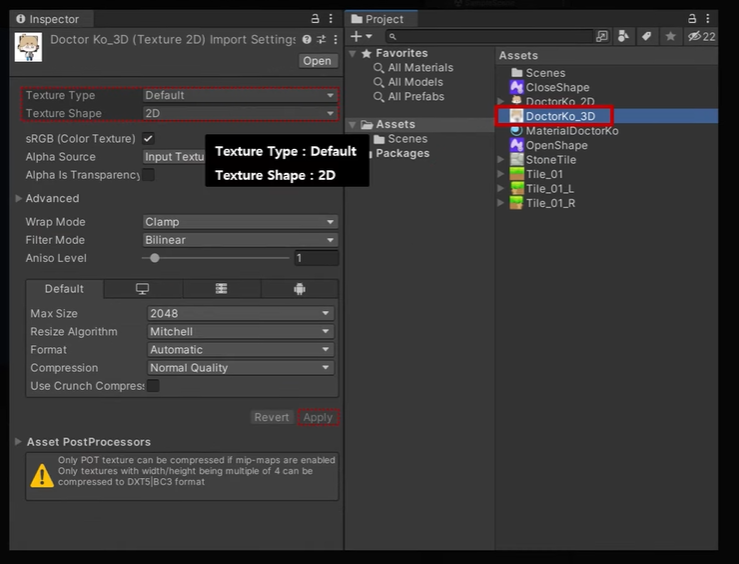 Inspector
Doctor Ko_3D (Texture 2D) Import Settings
Open
Texture Type Default
Texture Shape 2D
sRGB (Color Texture)
Alpha Source Input Textu
Alpha Is Transparency
Texture Type : Default
Texture Shape : 2D
Advanced
Wrap Mode Clamp
Filter Mode Bilinear
Aniso Level 1
Default
Max Size 2048
Resize Algorithm Mitchell
Format Automatic
Compression Normal Quality
Use Crunch Compress
Revert Apply
Asset PostProcessors
Only POT texture can be compressed if mip-maps are enabled
Only textures with width/height being multiple of 4 can be
compressed to DXT5|BC3 format
Project
22
Favorites
All Materials
All Models
All Prefabs
Assets
Scenes
Packages
Assets
Scenes
CloseShape
DoctorKo_2D
DoctorKo_3D
MaterialDoctorKo
OpenShape
StoneTile
Tile_01
Tile_01_L
Tile_01_R